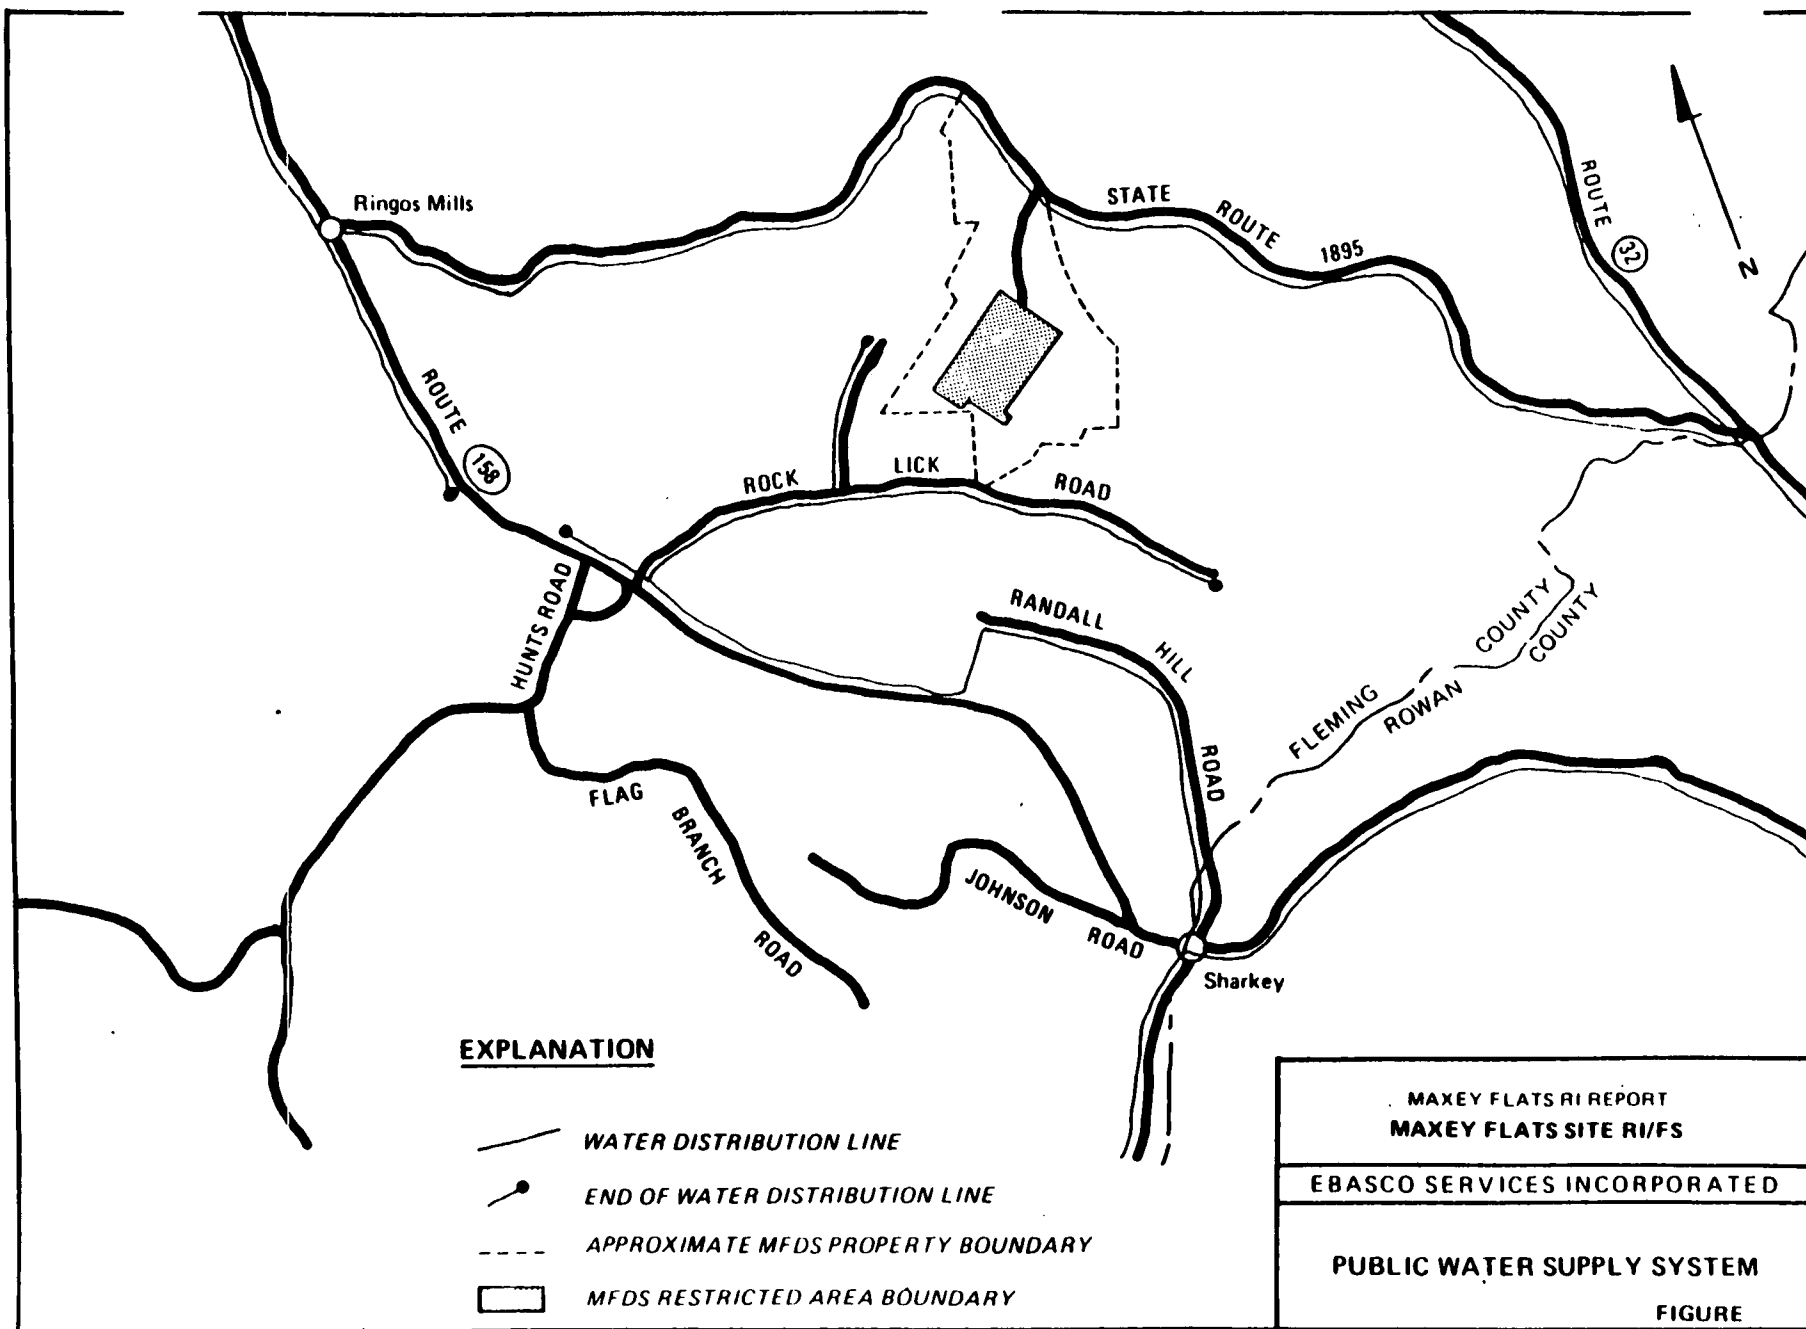 Ringos Mills
STATE ROUTE 1895
ROUTE 32
N
ROUTE 158
ROCK LICK ROAD
HUNTS ROAD
RANDALL HILL ROAD
FLEMING COUNTY
ROWAN COUNTY
FLAG BRANCH ROAD
JOHNSON ROAD
Sharkey
EXPLANATION
WATER DISTRIBUTION LINE
END OF WATER DISTRIBUTION LINE
APPROXIMATE MFDS PROPERTY BOUNDARY
MFDS RESTRICTED AREA BOUNDARY
MAXEY FLATS RI REPORT
MAXEY FLATS SITE RI/FS
EBASCO SERVICES INCORPORATED
PUBLIC WATER SUPPLY SYSTEM
FIGURE